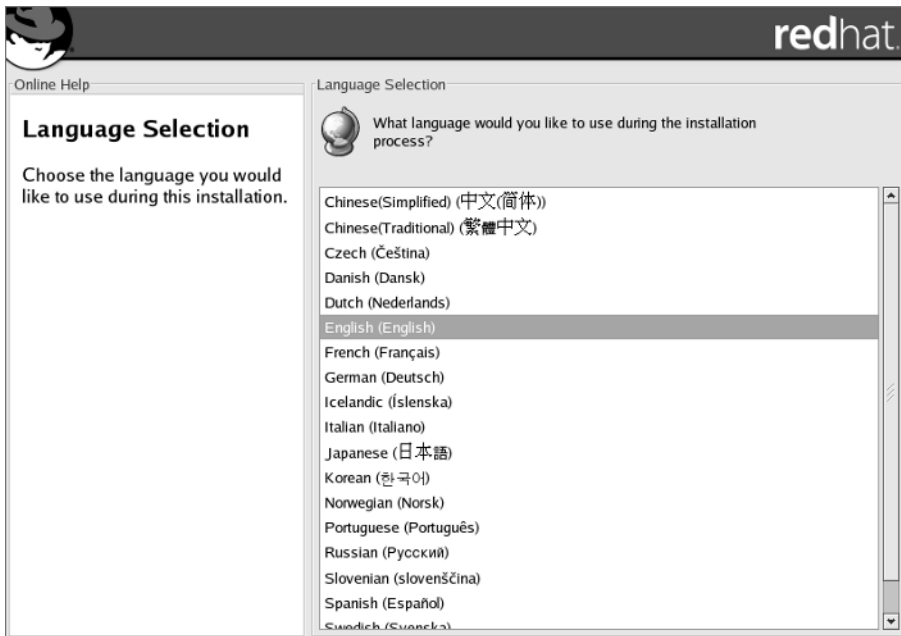 redhat.
Online Help
Language Selection
Choose the language you would
like to use during this installation.
Language Selection
What language would you like to use during the installation
process?
Chinese(Simplified) (中文(简体))
Chinese(Traditional) (繁體中文)
Czech (Čeština)
Danish (Dansk)
Dutch (Nederlands)
English (English)
French (Français)
German (Deutsch)
Icelandic (Íslenska)
Italian (Italiano)
Japanese (日本語)
Korean (한국어)
Norwegian (Norsk)
Portuguese (Português)
Russian (Русский)
Slovenian (slovenščina)
Spanish (Español)
Swedish (Svenska)